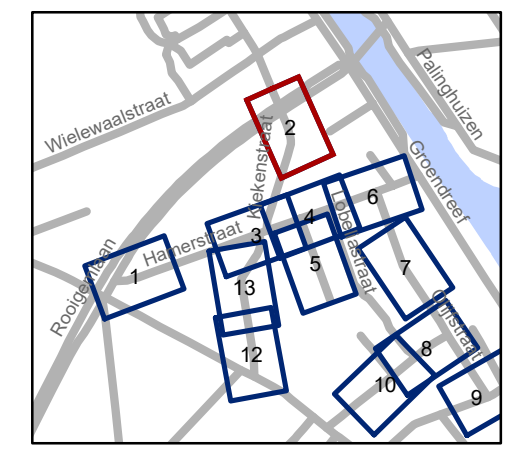 Palinghuizen
Wielewaalstraat
2
Kiekenstraat
Groendreef
6
Lobeliastraat
4
3
Hamerstraat
Rooigemlaan
1
5
7
13
Grijfstraat
8
12
10
9